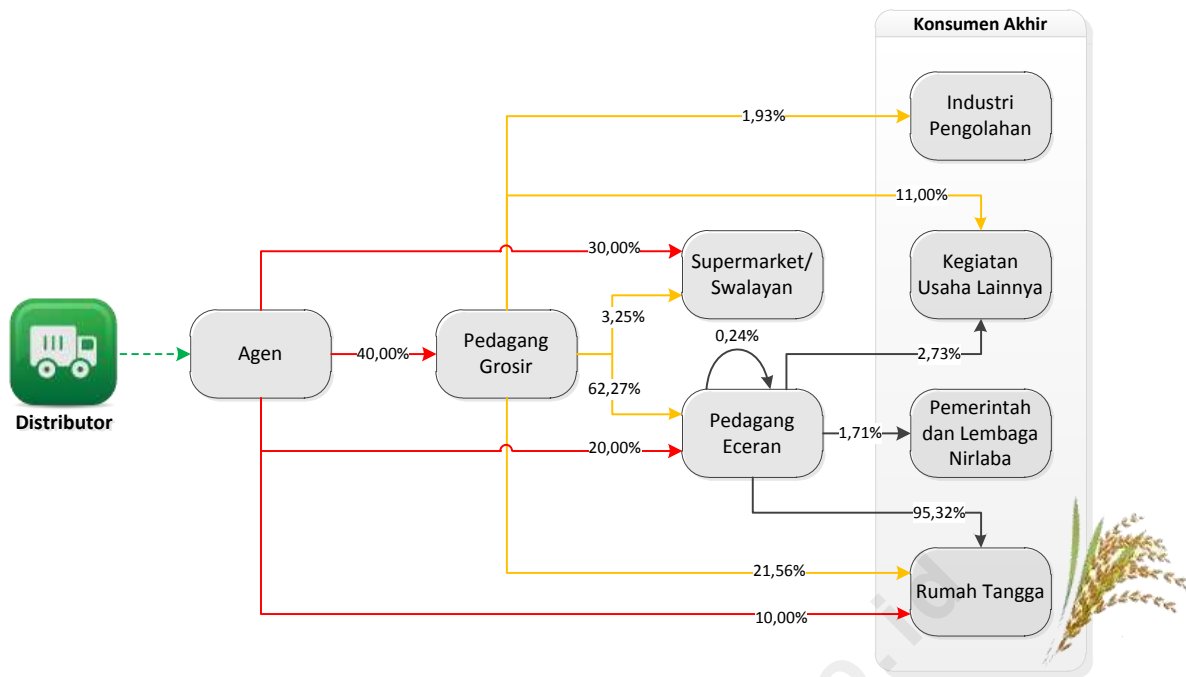 Konsumen Akhir
Industri
Pengolahan
1,93%
11,00%
30,00%
Supermarket/
Swalayan
Kegiatan
Usaha Lainnya
3,25%
0,24%
2,73%
Agen
40,00%
Pedagang
Grosir
62,27%
Distributor
Pedagang
Eceran
1,71%
Pemerintah
dan Lembaga
Nirlaba
20,00%
95,32%
21,56%
Rumah Tangga
10,00%